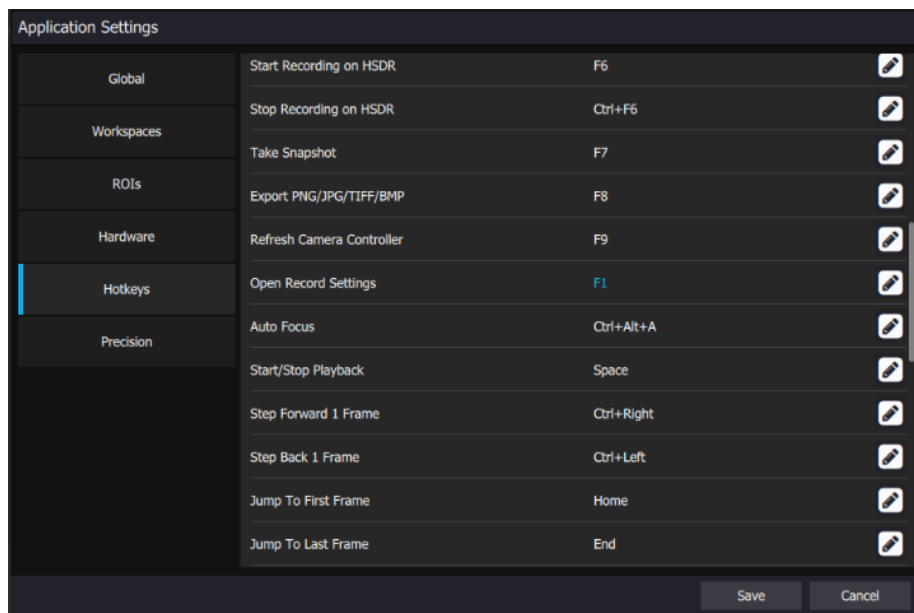 Application Settings
Global
Workspaces
ROIs
Hardware
Hotkeys
Precision
Start Recording on HSDR F6
Stop Recording on HSDR Ctrl+F6
Take Snapshot F7
Export PNG/JPG/TIFF/BMP F8
Refresh Camera Controller F9
Open Record Settings F1
Auto Focus Ctrl+Alt+A
Start/Stop Playback Space
Step Forward 1 Frame Ctrl+Right
Step Back 1 Frame Ctrl+Left
Jump To First Frame Home
Jump To Last Frame End
Save Cancel